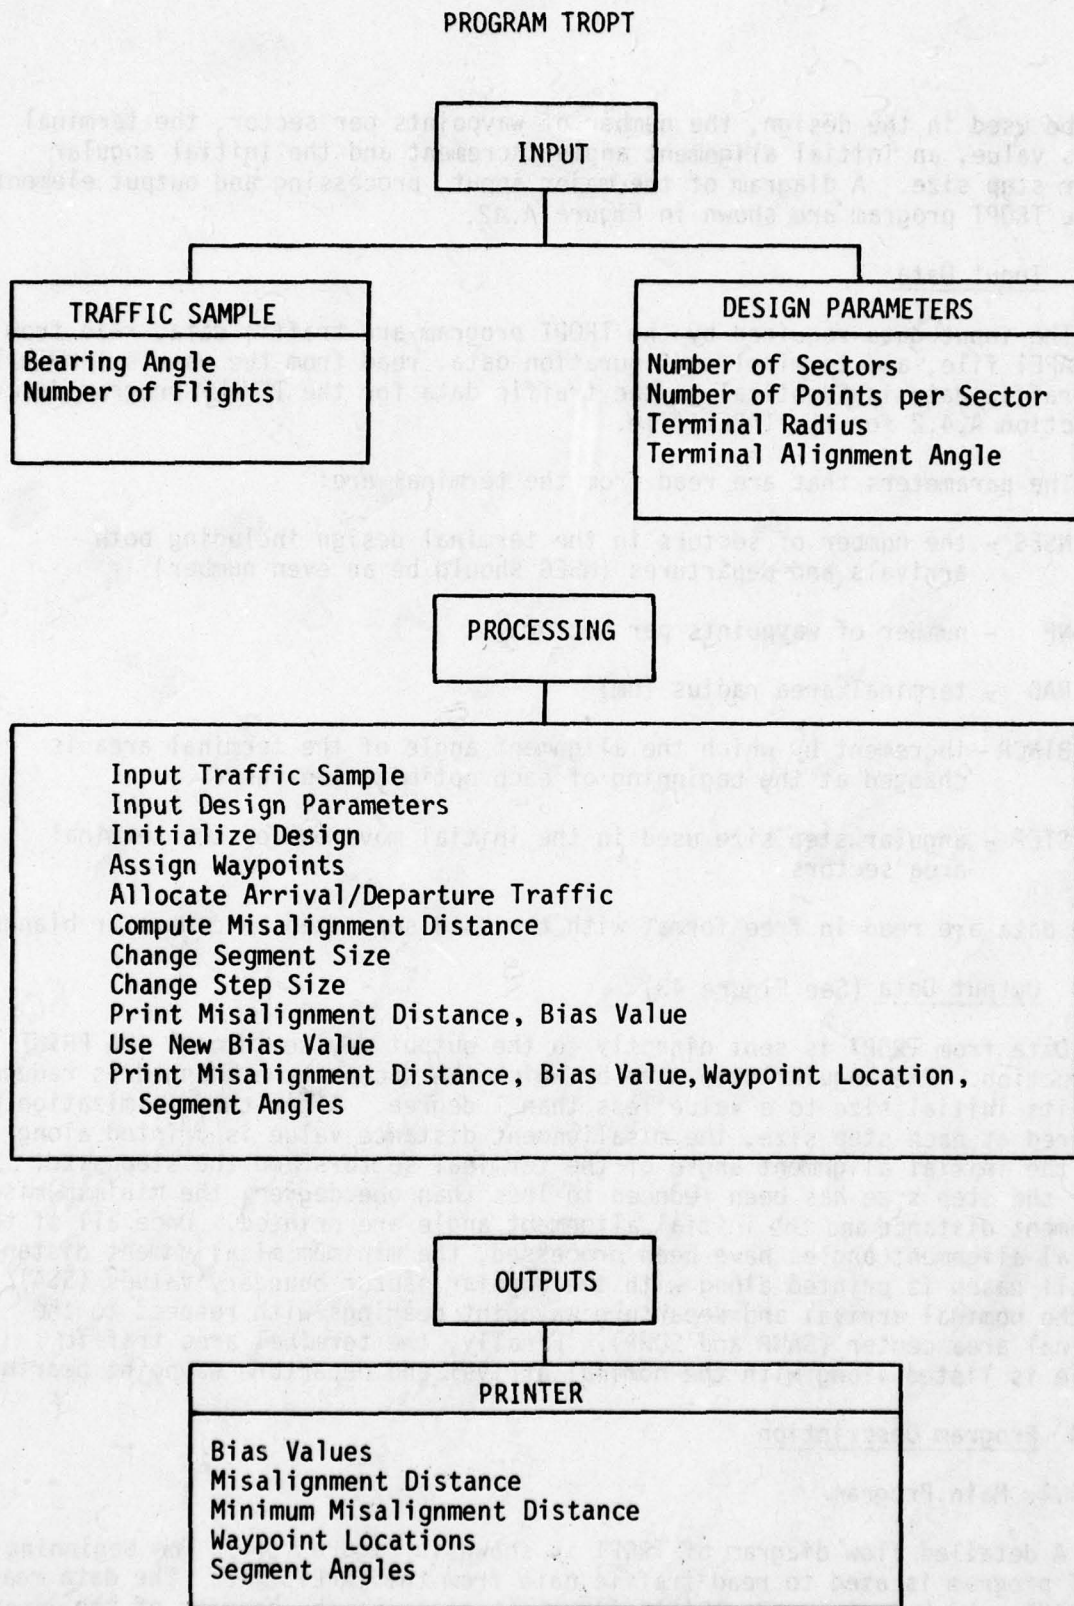 PROGRAM TROPT
INPUT
TRAFFIC SAMPLE
Bearing Angle
Number of Flights
DESIGN PARAMETERS
Number of Sectors
Number of Points per Sector
Terminal Radius
Terminal Alignment Angle
PROCESSING
Input Traffic Sample
Input Design Parameters
Initialize Design
Assign Waypoints
Allocate Arrival/Departure Traffic
Compute Misalignment Distance
Change Segment Size
Change Step Size
Print Misalignment Distance, Bias Value
Use New Bias Value
Print Misalignment Distance, Bias Value, Waypoint Location,
Segment Angles
OUTPUTS
PRINTER
Bias Values
Misalignment Distance
Minimum Misalignment Distance
Waypoint Locations
Segment Angles